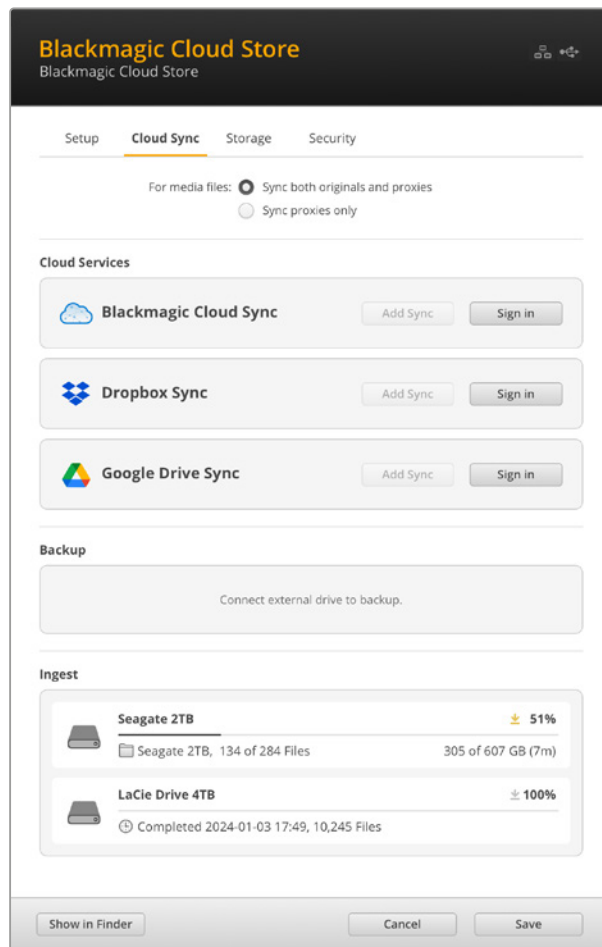 Blackmagic Cloud Store
Blackmagic Cloud Store
Setup Cloud Sync Storage Security
For media files: Sync both originals and proxies
Sync proxies only
Cloud Services
Blackmagic Cloud Sync Add Sync Sign in
Dropbox Sync Add Sync Sign in
Google Drive Sync Add Sync Sign in
Backup
Connect external drive to backup.
Ingest
Seagate 2TB 51%
Seagate 2TB, 134 of 284 Files 305 of 607 GB (7m)
LaCie Drive 4TB 100%
Completed 2024-01-03 17:49, 10,245 Files
Show in Finder Cancel Save